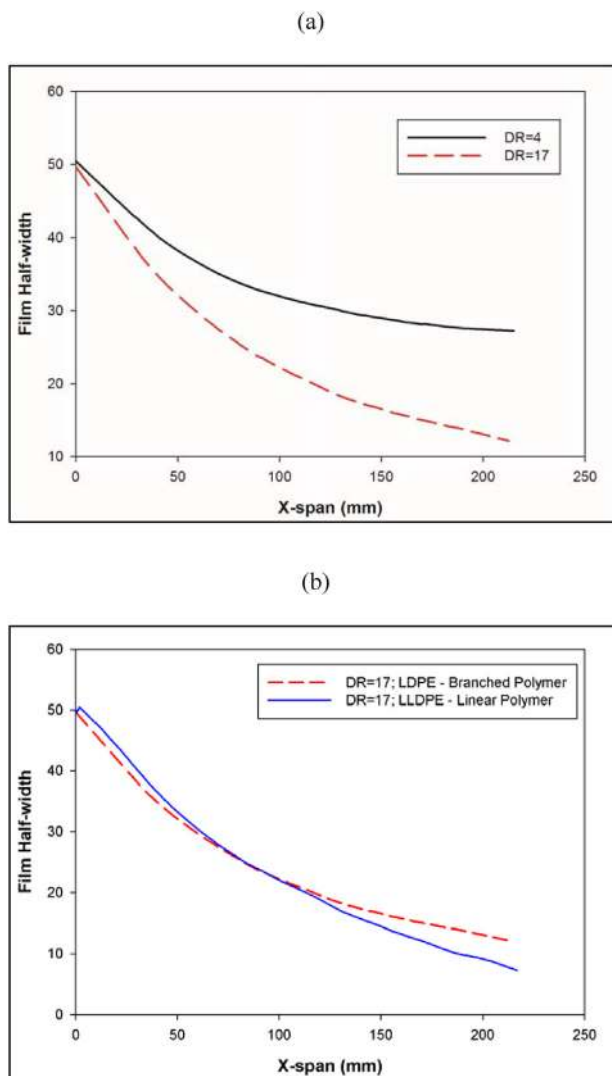 (a)
60
50
40
30
20
10
Film Half-width
DR=4
DR=17
0
50
100
150
200
250
X-span (mm)
(b)
60
50
40
30
20
10
0
Film Half-width
DR=17; LDPE - Branched Polymer
DR=17; LLDPE - Linear Polymer
0
50
100
150
200
250
X-span (mm)